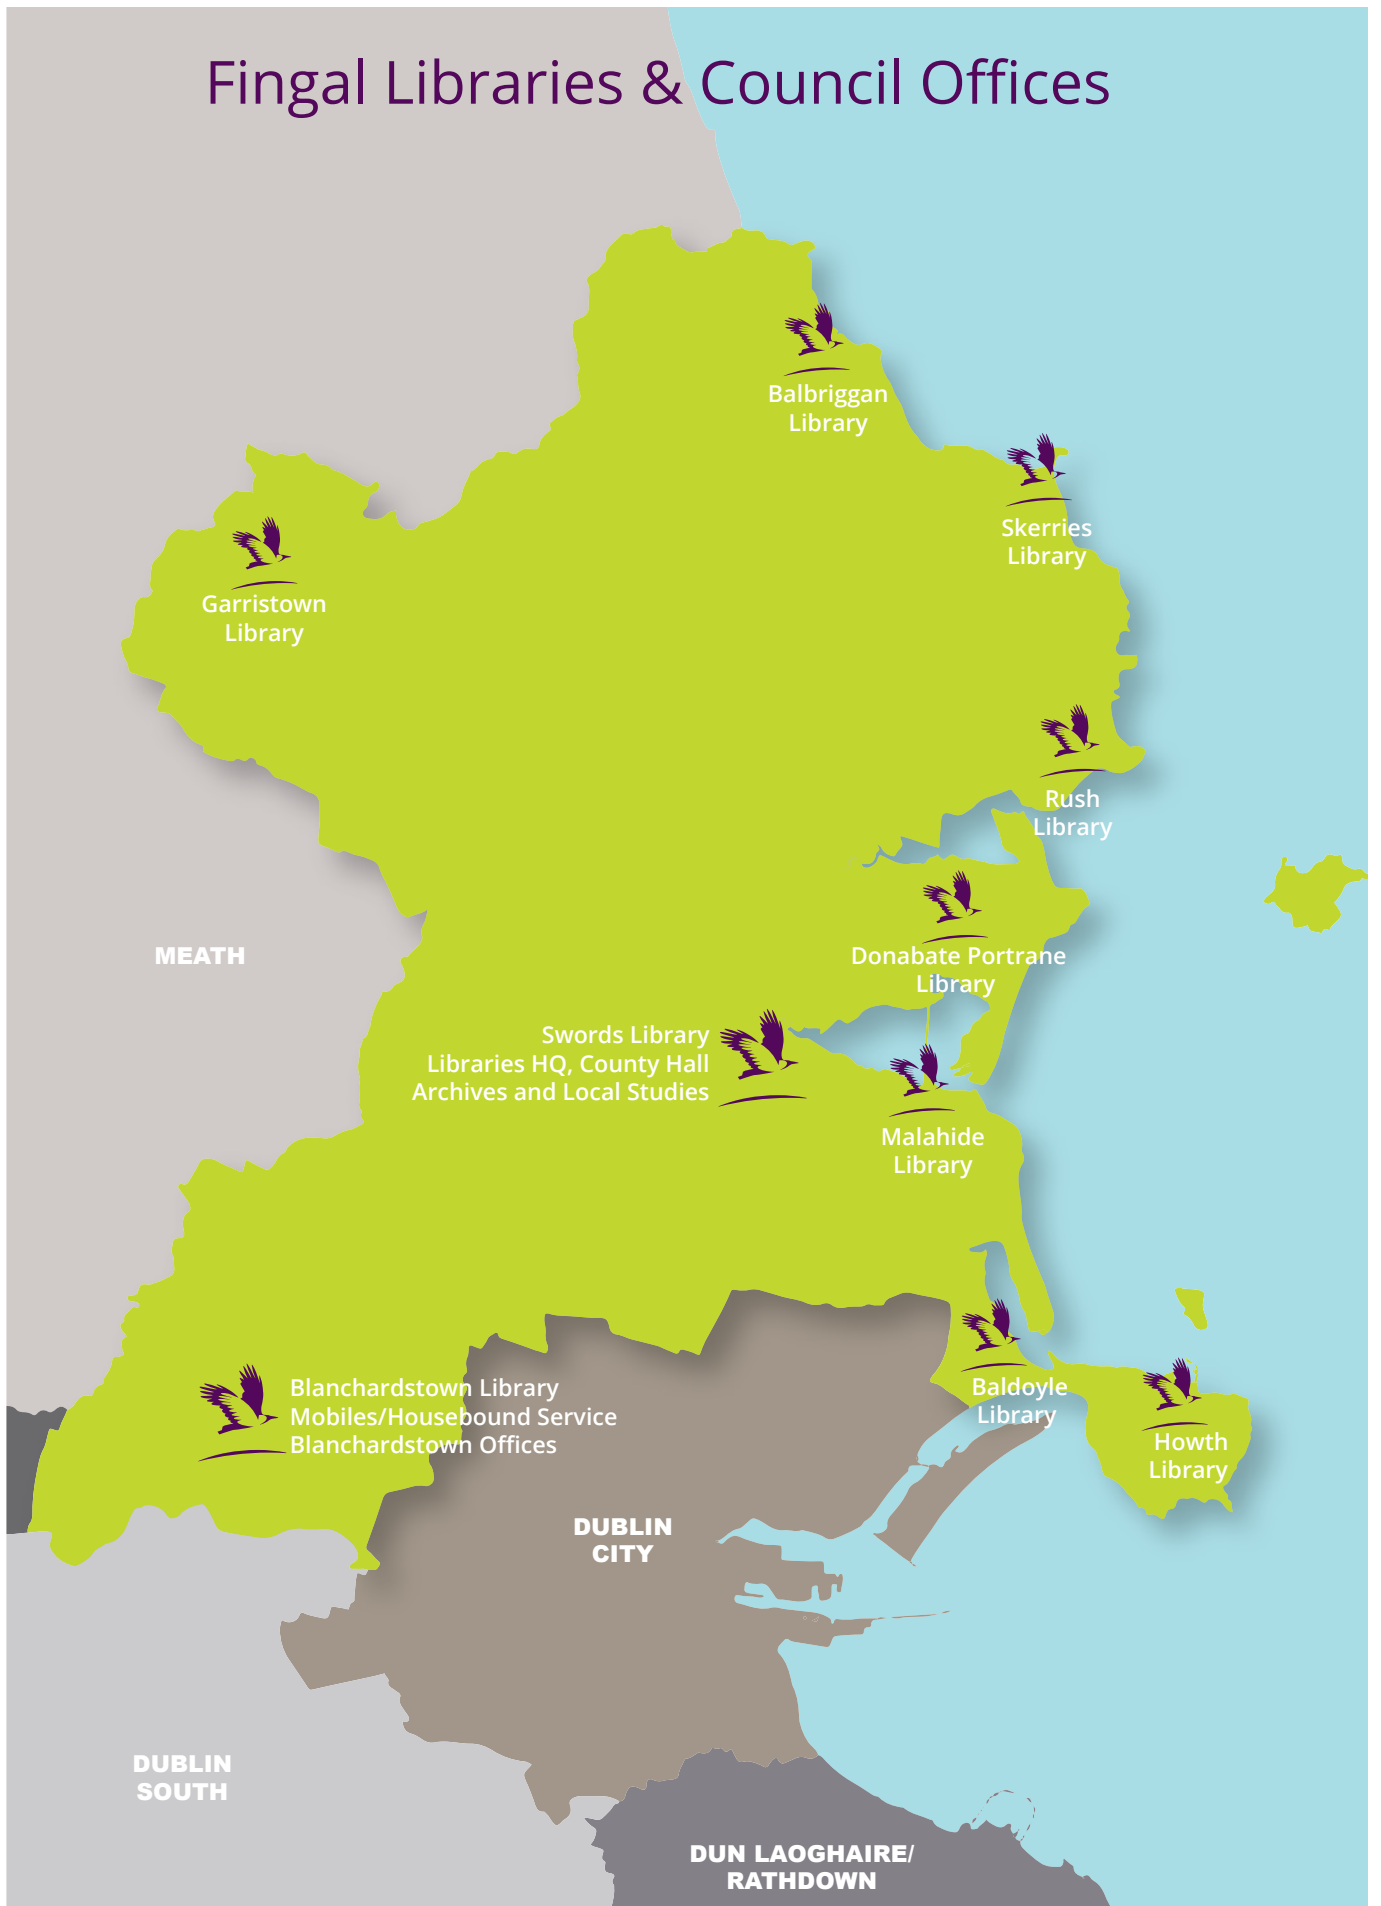 Fingal Libraries & Council Offices
Balbriggan
Library
Skerries
Library
Garristown
Library
Rush
Library
MEATH
Donabate Portrane
Library
Swords Library
Libraries HQ, County Hall
Archives and Local Studies
Malahide
Library
Blanchardstown Library
Mobiles/Housebound Service
Blanchardstown Offices
Baldoyle
Library
Howth
Library
DUBLIN
CITY
DUBLIN
SOUTH
DUN LAOGHAIRE/
RATHDOWN